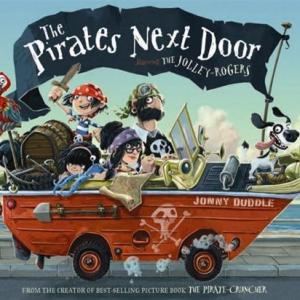 The
Pirates Next Door
Starring THE JOLLEY-ROGERS
JONNY DUDDLE
FROM THE CREATOR OF BEST-SELLING PICTURE BOOK THE PIRATE-CRUNCHER